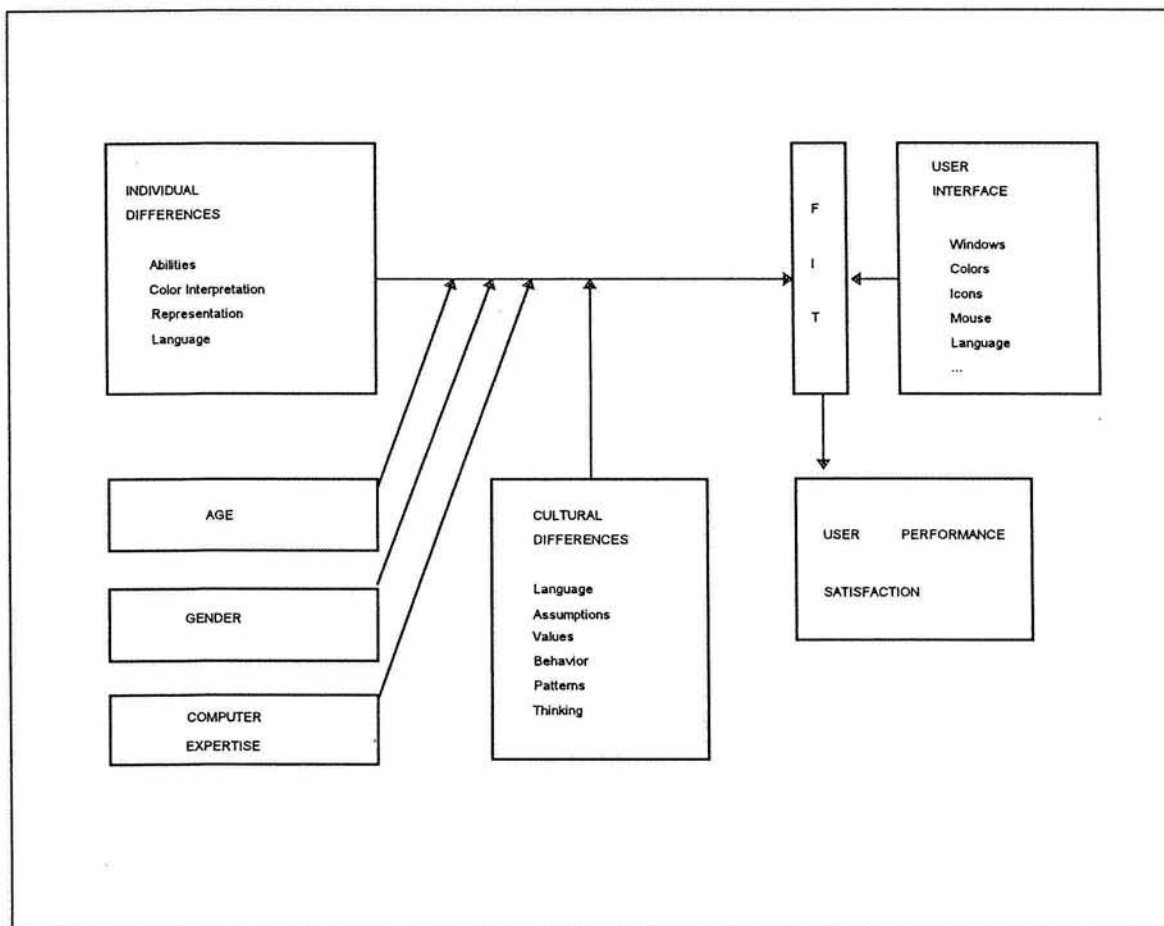 INDIVIDUAL
DIFFERENCES
Abilities
Color Interpretation
Representation
Language
F
I
T
USER
INTERFACE
Windows
Colors
Icons
Mouse
Language
...
AGE
GENDER
COMPUTER
EXPERTISE
CULTURAL
DIFFERENCES
Language
Assumptions
Values
Behavior
Patterns
Thinking
USER PERFORMANCE
SATISFACTION